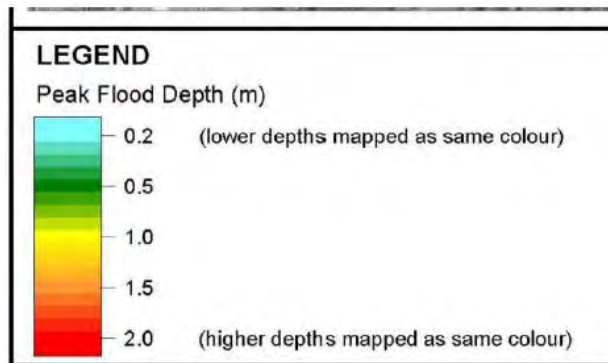 LEGEND
Peak Flood Depth (m)
0.2 (lower depths mapped as same colour)
0.5
1.0
1.5
2.0 (higher depths mapped as same colour)